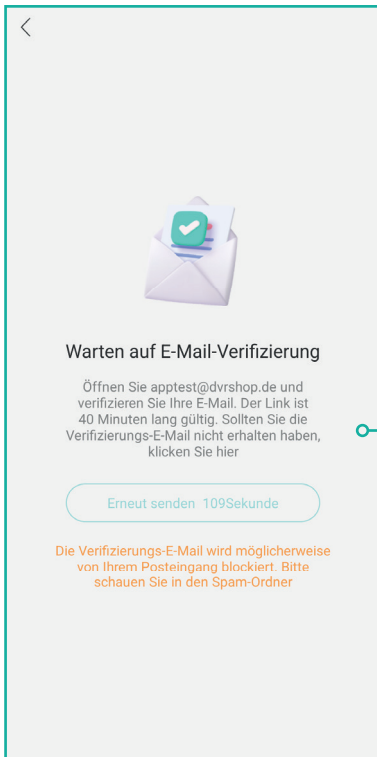 Warten auf E-Mail-Verifizierung
Öffnen Sie apptest@dvrshop.de und
verifizieren Sie Ihre E-Mail. Der Link ist
40 Minuten lang gültig. Sollten Sie die
Verifizierungs-E-Mail nicht erhalten haben,
klicken Sie hier
Erneut senden 109Sekunde
Die Verifizierungs-E-Mail wird möglicherweise
von Ihrem Posteingang blockiert. Bitte
schauen Sie in den Spam-Ordner